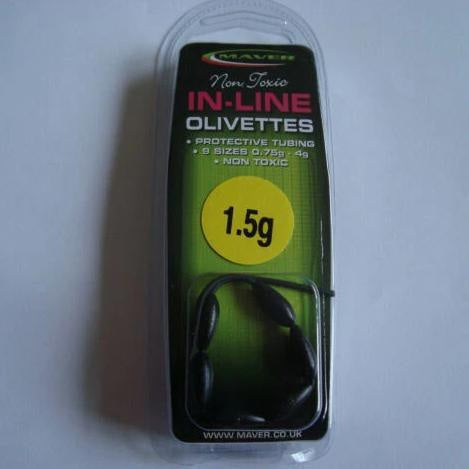 MAVER
Non Toxic
IN-LINE
OLIVETTES
• PROTECTIVE TUBING
• 9 SIZES 0.75g - 4g
• NON TOXIC
1.5g
WWW.MAVER.CO.UK